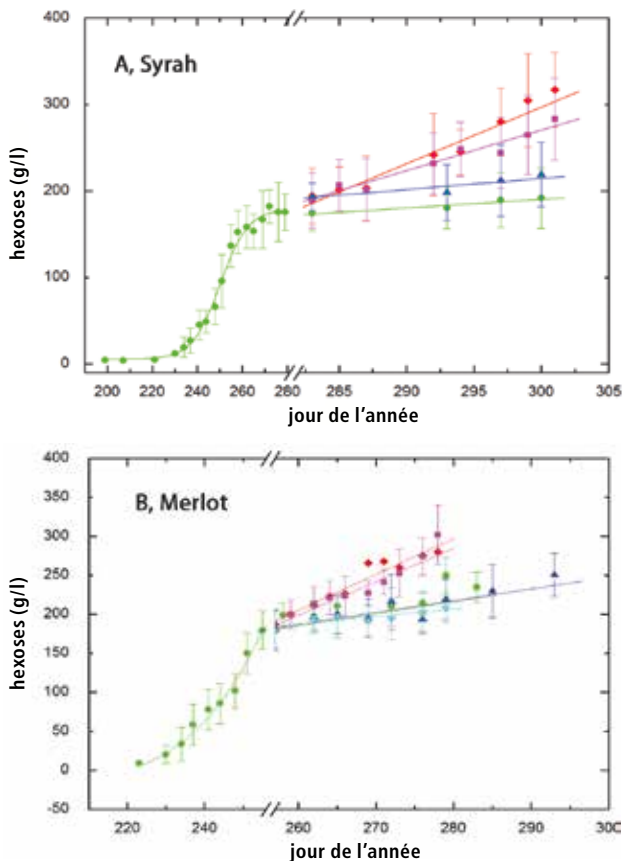 400
A, Syrah
300
200
100
0
hexoses (g/l)
200 220 240 260 280 285 290 295 300 305
jour de l'année
400
B, Merlot
350
300
250
200
150
100
50
0
-50
hexoses (g/l)
220 240 260 270 280 290 300
jour de l'année